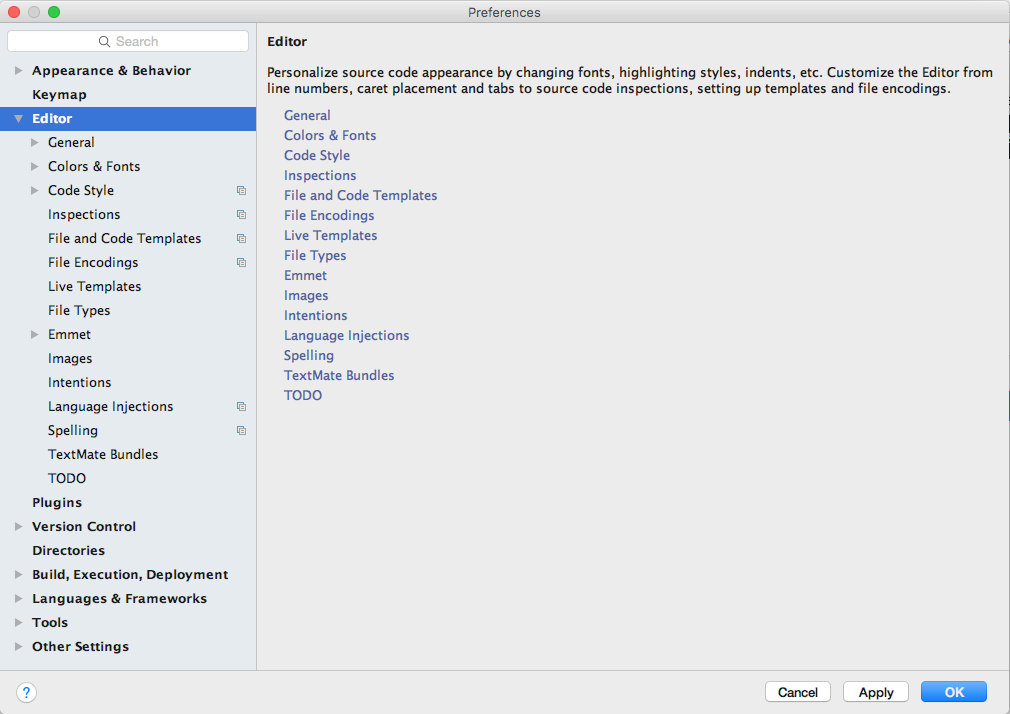 Preferences
Search
Appearance & Behavior
Keymap
Editor
General
Colors & Fonts
Code Style
Inspections
File and Code Templates
File Encodings
Live Templates
File Types
Emmet
Images
Intentions
Language Injections
Spelling
TextMate Bundles
TODO
Plugins
Version Control
Directories
Build, Execution, Deployment
Languages & Frameworks
Tools
Other Settings
Editor
Personalize source code appearance by changing fonts, highlighting styles, indents, etc. Customize the Editor from
line numbers, caret placement and tabs to source code inspections, setting up templates and file encodings.
General
Colors & Fonts
Code Style
Inspections
File and Code Templates
File Encodings
Live Templates
File Types
Emmet
Images
Intentions
Language Injections
Spelling
TextMate Bundles
TODO
?
Cancel
Apply
OK